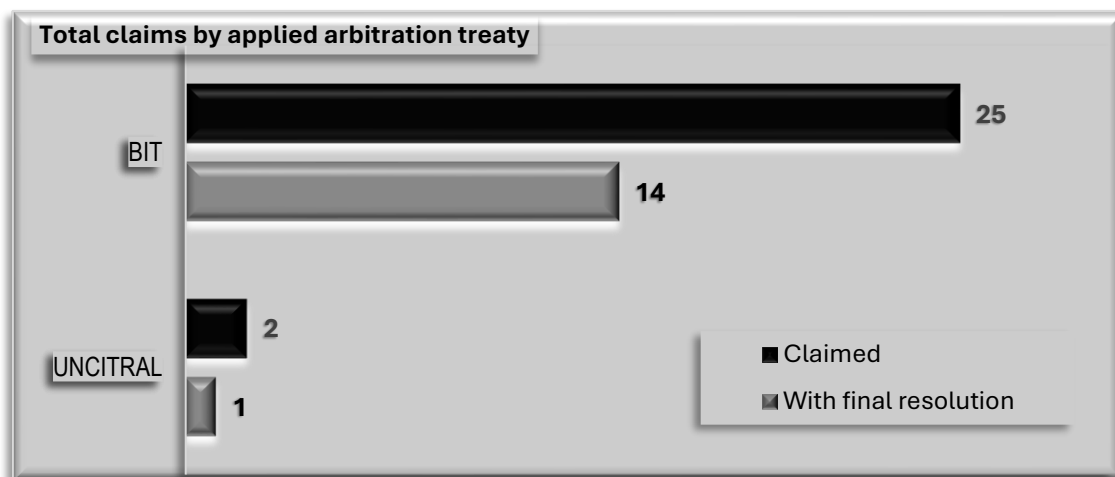 Total claims by applied arbitration treaty
BIT
25
14
UNCITRAL
2
1
Claimed
With final resolution